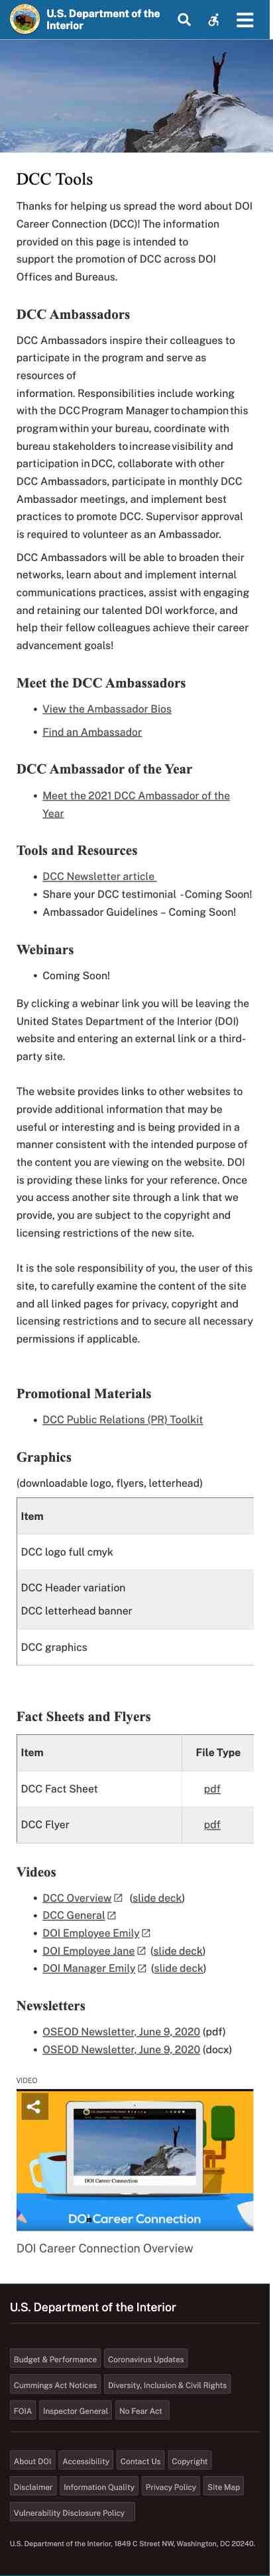 U.S. Department of the
Interior
DCC Tools
Thanks for helping us spread the word about DOI
Career Connection (DCC)! The information
provided on this page is intended to
support the promotion of DCC across DOI
Offices and Bureaus.
DCC Ambassadors
DCC Ambassadors inspire their colleagues to
participate in the program and serve as
resources of
information. Responsibilities include working
with the DCC Program Manager to champion this
program within your bureau, coordinate with
bureau stakeholders to increase visibility and
participation in DCC, collaborate with other
DCC Ambassadors, participate in monthly DCC
Ambassador meetings, and implement best
practices to promote DCC. Supervisor approval
is required to volunteer as an Ambassador.
DCC Ambassadors will be able to broaden their
networks, learn about and implement internal
communications practices, assist with engaging
and retaining our talented DOI workforce, and
help their fellow colleagues achieve their career
advancement goals!
Meet the DCC Ambassadors
• View the Ambassador Bios
• Find an Ambassador
DCC Ambassador of the Year
• Meet the 2021 DCC Ambassador of the
Year
Tools and Resources
• DCC Newsletter article
• Share your DCC testimonial - Coming Soon!
• Ambassador Guidelines – Coming Soon!
Webinars
• Coming Soon!
By clicking a webinar link you will be leaving the
United States Department of the Interior (DOI)
website and entering an external link or a third-
party site.
The website provides links to other websites to
provide additional information that may be
useful or interesting and is being provided in a
manner consistent with the intended purpose of
the content you are viewing on the website. DOI
is providing these links for your reference. Once
you access another site through a link that we
provide, you are subject to the copyright and
licensing restrictions of the new site.
It is the sole responsibility of you, the user of this
site, to carefully examine the content of the site
and all linked pages for privacy, copyright and
licensing restrictions and to secure all necessary
permissions if applicable.
Promotional Materials
• DCC Public Relations (PR) Toolkit
Graphics
(downloadable logo, flyers, letterhead)
Item
DCC logo full cmyk
DCC Header variation
DCC letterhead banner
DCC graphics
Fact Sheets and Flyers
Item File Type
DCC Fact Sheet pdf
DCC Flyer pdf
Videos
• DCC Overview (slide deck)
• DCC General
• DOI Employee Emily
• DOI Employee Jane (slide deck)
• DOI Manager Emily (slide deck)
Newsletters
• OSEOD Newsletter, June 9, 2020 (pdf)
• OSEOD Newsletter, June 9, 2020 (docx)
VIDEO
DOI Career Connection
DOI Career Connection
DOI Career Connection Overview
U.S. Department of the Interior
Budget & Performance Coronavirus Updates
Cummings Act Notices Diversity, Inclusion & Civil Rights
FOIA Inspector General No Fear Act
About DOI Accessibility Contact Us Copyright
Disclaimer Information Quality Privacy Policy Site Map
Vulnerability Disclosure Policy
U.S. Department of the Interior, 1849 C Street NW, Washington, DC 20240.